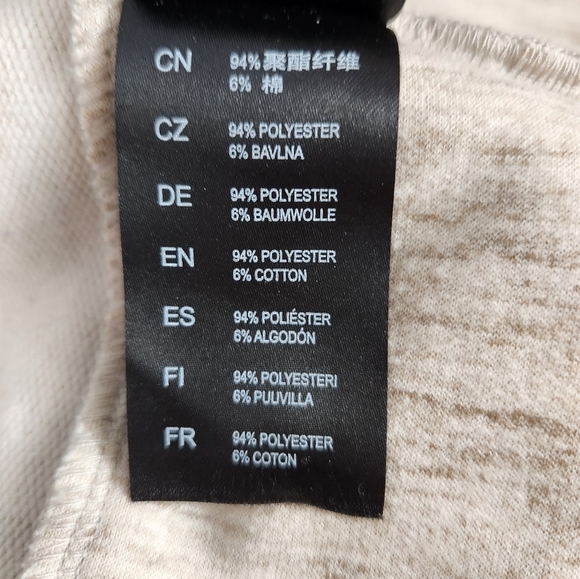 CN 94% 聚酯纤维
6% 棉
CZ 94% POLYESTER
6% BAVLNA
DE 94% POLYESTER
6% BAUMWOLLE
EN 94% POLYESTER
6% COTTON
ES 94% POLIÉSTER
6% ALGODÓN
FI 94% POLYESTERI
6% PUUVILLA
FR 94% POLYESTER
6% COTON